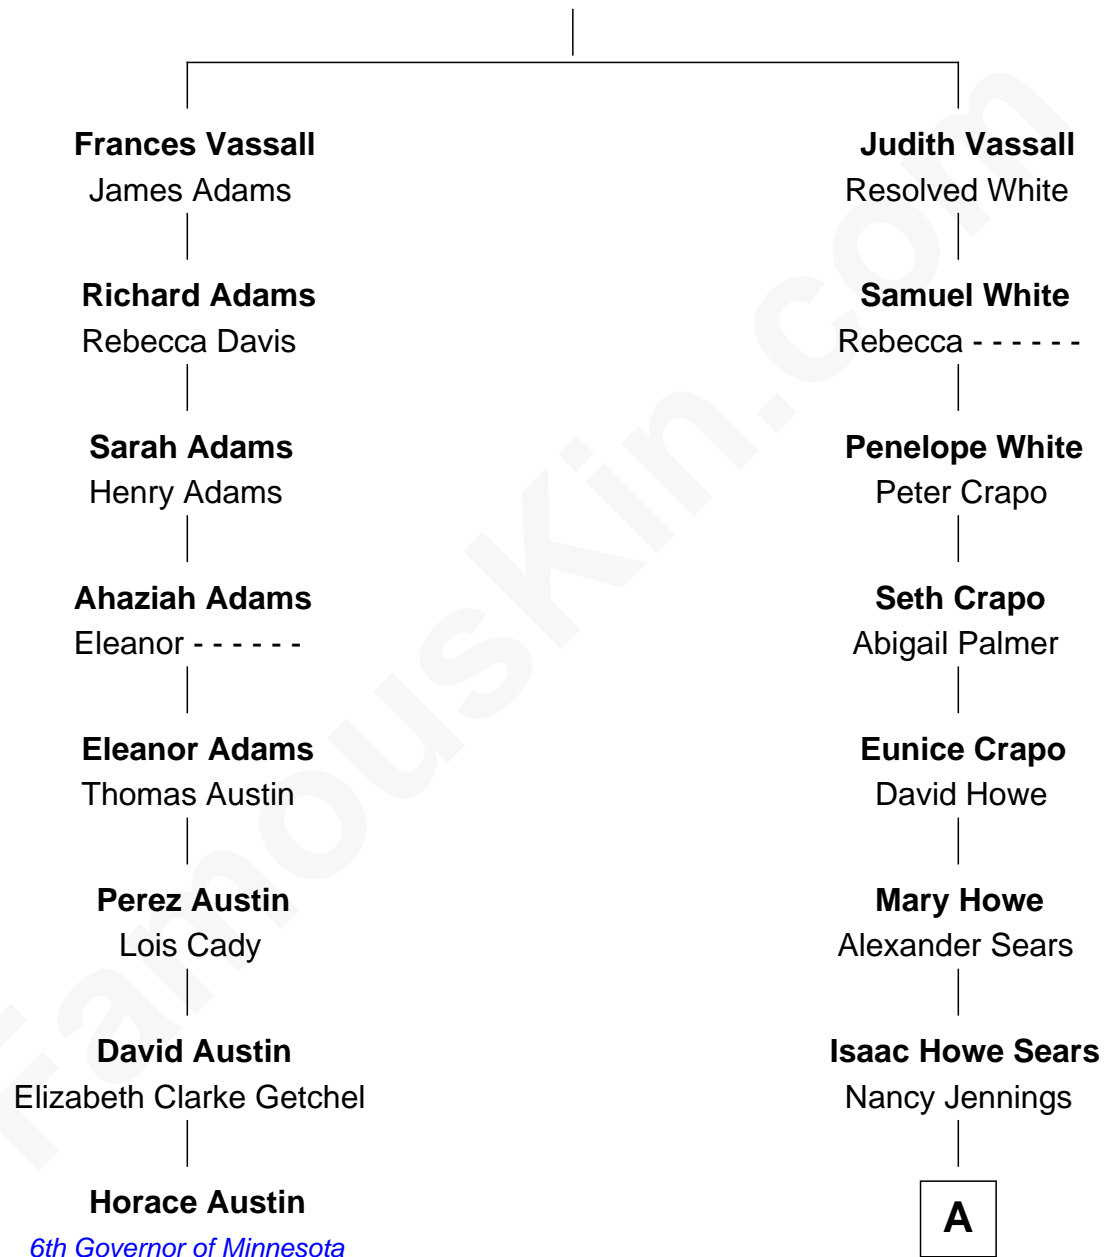 Frances Vassall
James Adams
Richard Adams
Rebecca Davis
Sarah Adams
Henry Adams
Ahaziah Adams
Eleanor - - - - - -
Eleanor Adams
Thomas Austin
Perez Austin
Lois Cady
David Austin
Elizabeth Clarke Getchel
Horace Austin
6th Governor of Minnesota
Judith Vassall
Resolved White
Samuel White
Rebecca - - - - - -
Penelope White
Peter Crapo
Seth Crapo
Abigail Palmer
Eunice Crapo
David Howe
Mary Howe
Alexander Sears
Isaac Howe Sears
Nancy Jennings
A
FamousKin.com